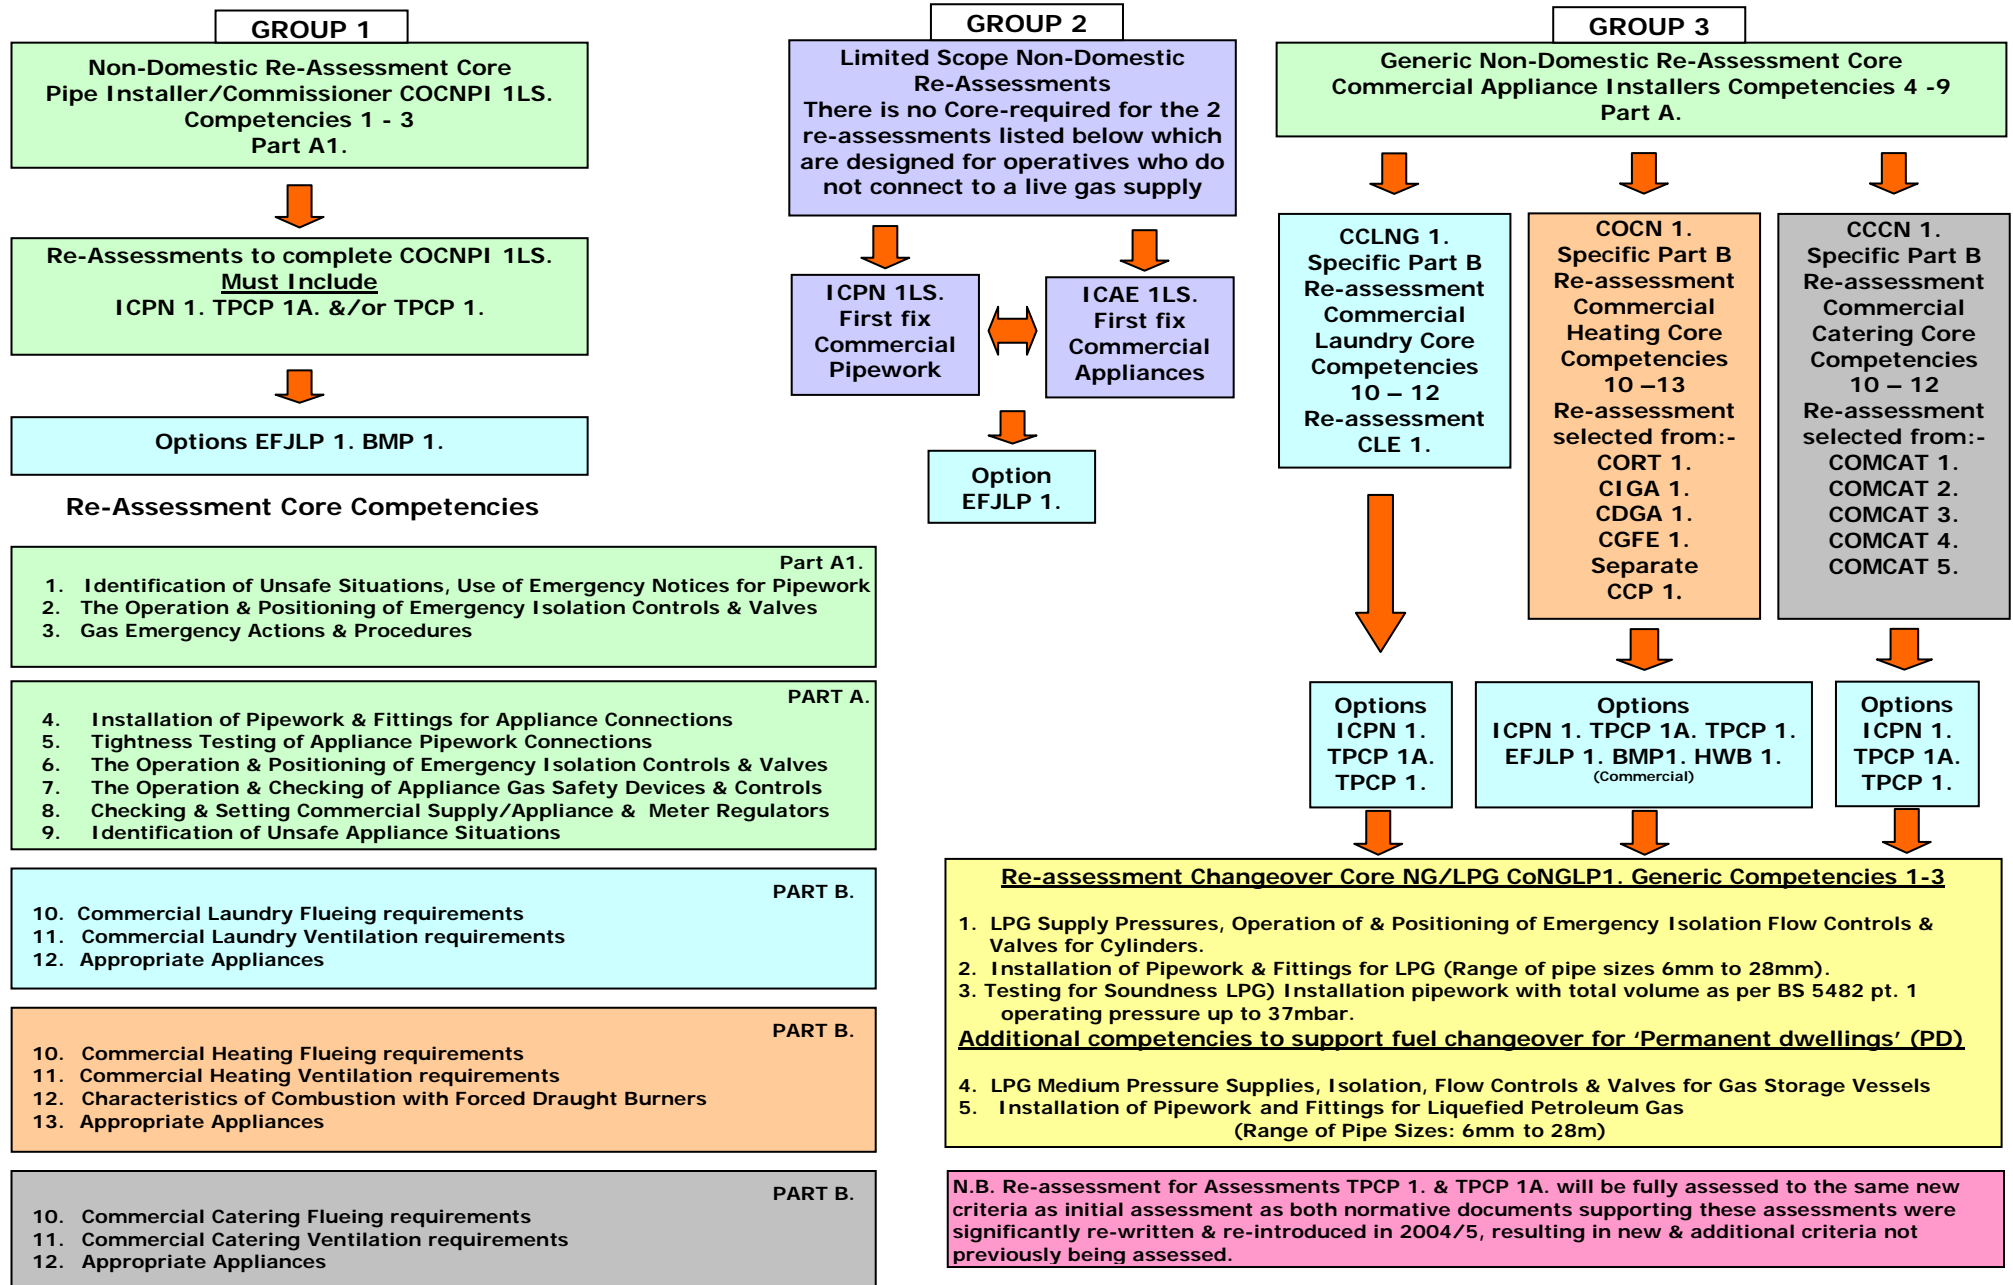 GROUP 1
Non-Domestic Re-Assessment Core
Pipe Installer/Commissioner COCNPI 1LS.
Competencies 1 - 3
Part A1.
Re-Assessments to complete COCNPI 1LS.
Must Include
ICPN 1. TPCP 1A. &/or TPCP 1.
Options EFJLP 1. BMP 1.
GROUP 2
Limited Scope Non-Domestic
Re-Assessments
There is no Core-required for the 2
re-assessments listed below which
are designed for operatives who do
not connect to a live gas supply
ICPN 1LS.
First fix
Commercial
Pipework
ICAE 1LS.
First fix
Commercial
Appliances
Option
EFJLP 1.
GROUP 3
Generic Non-Domestic Re-Assessment Core
Commercial Appliance Installers Competencies 4 -9
Part A.
CCLNG 1.
Specific Part B
Re-assessment
Commercial
Laundry Core
Competencies
10 – 12
Re-assessment
CLE 1.
COCN 1.
Specific Part B
Re-assessment
Commercial
Heating Core
Competencies
10 –13
Re-assessment
selected from:-
CORT 1.
CIGA 1.
CDGA 1.
CGFE 1.
Separate
CCP 1.
CCCN 1.
Specific Part B
Re-assessment
Commercial
Catering Core
Competencies
10 – 12
Re-assessment
selected from:-
COMCAT 1.
COMCAT 2.
COMCAT 3.
COMCAT 4.
COMCAT 5.
Options
ICPN 1.
TPCP 1A.
TPCP 1.
Options
ICPN 1. TPCP 1A. TPCP 1.
EFJLP 1. BMP1. HWB 1.
(Commercial)
Options
ICPN 1.
TPCP 1A.
TPCP 1.
Re-Assessment Core Competencies
Part A1.
1. Identification of Unsafe Situations, Use of Emergency Notices for Pipework
2. The Operation & Positioning of Emergency Isolation Controls & Valves
3. Gas Emergency Actions & Procedures
PART A.
4. Installation of Pipework & Fittings for Appliance Connections
5. Tightness Testing of Appliance Pipework Connections
6. The Operation & Positioning of Emergency Isolation Controls & Valves
7. The Operation & Checking of Appliance Gas Safety Devices & Controls
8. Checking & Setting Commercial Supply/Appliance & Meter Regulators
9. Identification of Unsafe Appliance Situations
PART B.
10. Commercial Laundry Flueing requirements
11. Commercial Laundry Ventilation requirements
12. Appropriate Appliances
PART B.
10. Commercial Heating Flueing requirements
11. Commercial Heating Ventilation requirements
12. Characteristics of Combustion with Forced Draught Burners
13. Appropriate Appliances
PART B.
10. Commercial Catering Flueing requirements
11. Commercial Catering Ventilation requirements
12. Appropriate Appliances
Re-assessment Changeover Core NG/LPG CoNGLP1. Generic Competencies 1-3
1. LPG Supply Pressures, Operation of & Positioning of Emergency Isolation Flow Controls &
Valves for Cylinders.
2. Installation of Pipework & Fittings for LPG (Range of pipe sizes 6mm to 28mm).
3. Testing for Soundness LPG) Installation pipework with total volume as per BS 5482 pt. 1
operating pressure up to 37mbar.
Additional competencies to support fuel changeover for ‘Permanent dwellings’ (PD)
4. LPG Medium Pressure Supplies, Isolation, Flow Controls & Valves for Gas Storage Vessels
5. Installation of Pipework and Fittings for Liquefied Petroleum Gas
(Range of Pipe Sizes: 6mm to 28m)
N.B. Re-assessment for Assessments TPCP 1. & TPCP 1A. will be fully assessed to the same new
criteria as initial assessment as both normative documents supporting these assessments were
significantly re-written & re-introduced in 2004/5, resulting in new & additional criteria not
previously being assessed.